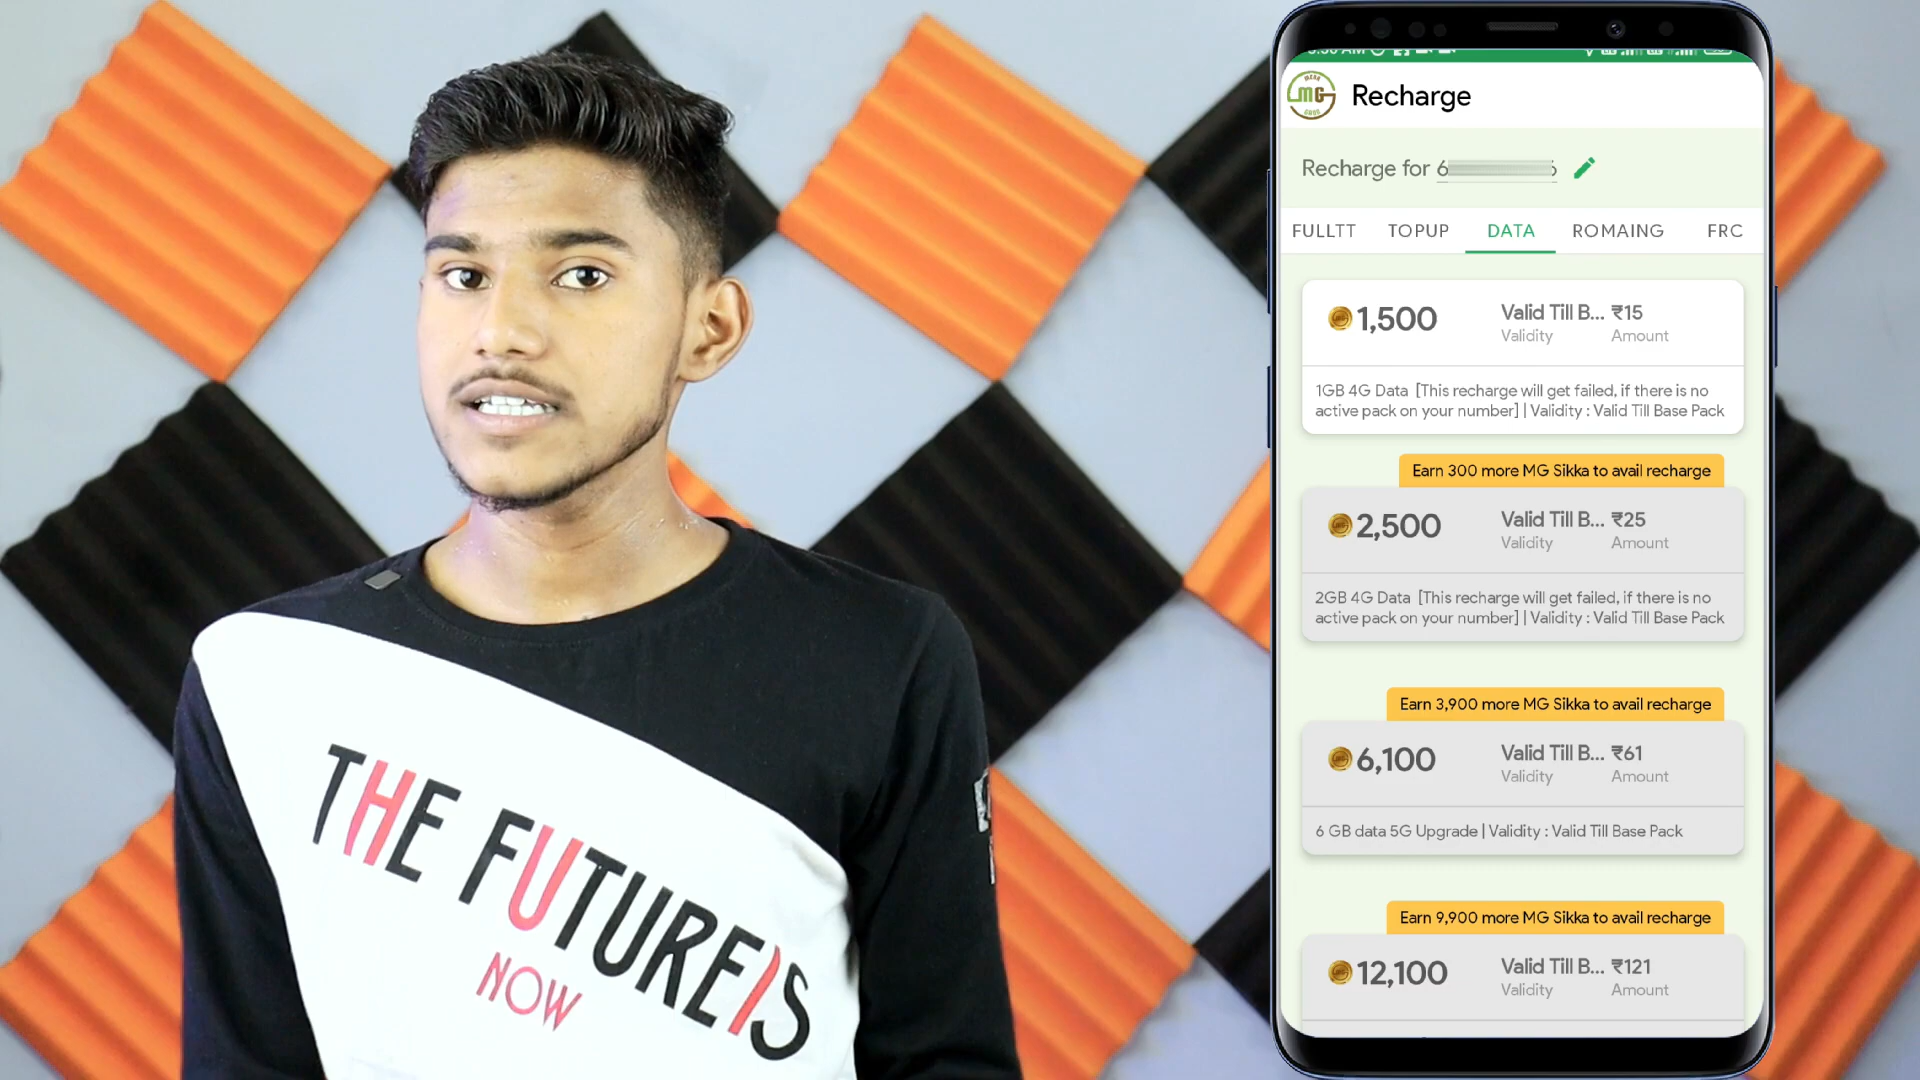 THE FUTURE IS
NOW
MG
Recharge
Recharge for 6
FULLTT TOPUP DATA ROMAING FRC
1,500 Valid Till B... ₹15
Validity Amount
1GB 4G Data [This recharge will get failed, if there is no
active pack on your number] | Validity : Valid Till Base Pack
Earn 300 more MG Sikka to avail recharge
2,500 Valid Till B... ₹25
Validity Amount
2GB 4G Data [This recharge will get failed, if there is no
active pack on your number] | Validity : Valid Till Base Pack
Earn 3,900 more MG Sikka to avail recharge
6,100 Valid Till B... ₹61
Validity Amount
6 GB data 5G Upgrade | Validity : Valid Till Base Pack
Earn 9,900 more MG Sikka to avail recharge
12,100 Valid Till B... ₹121
Validity Amount